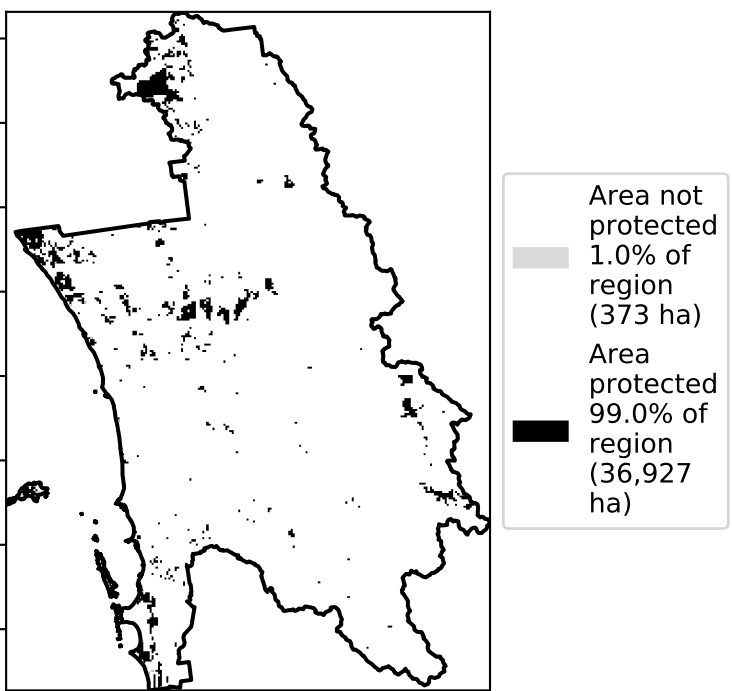 Area not
protected
1.0% of
region
(373 ha)
Area
protected
99.0% of
region
(36,927
ha)